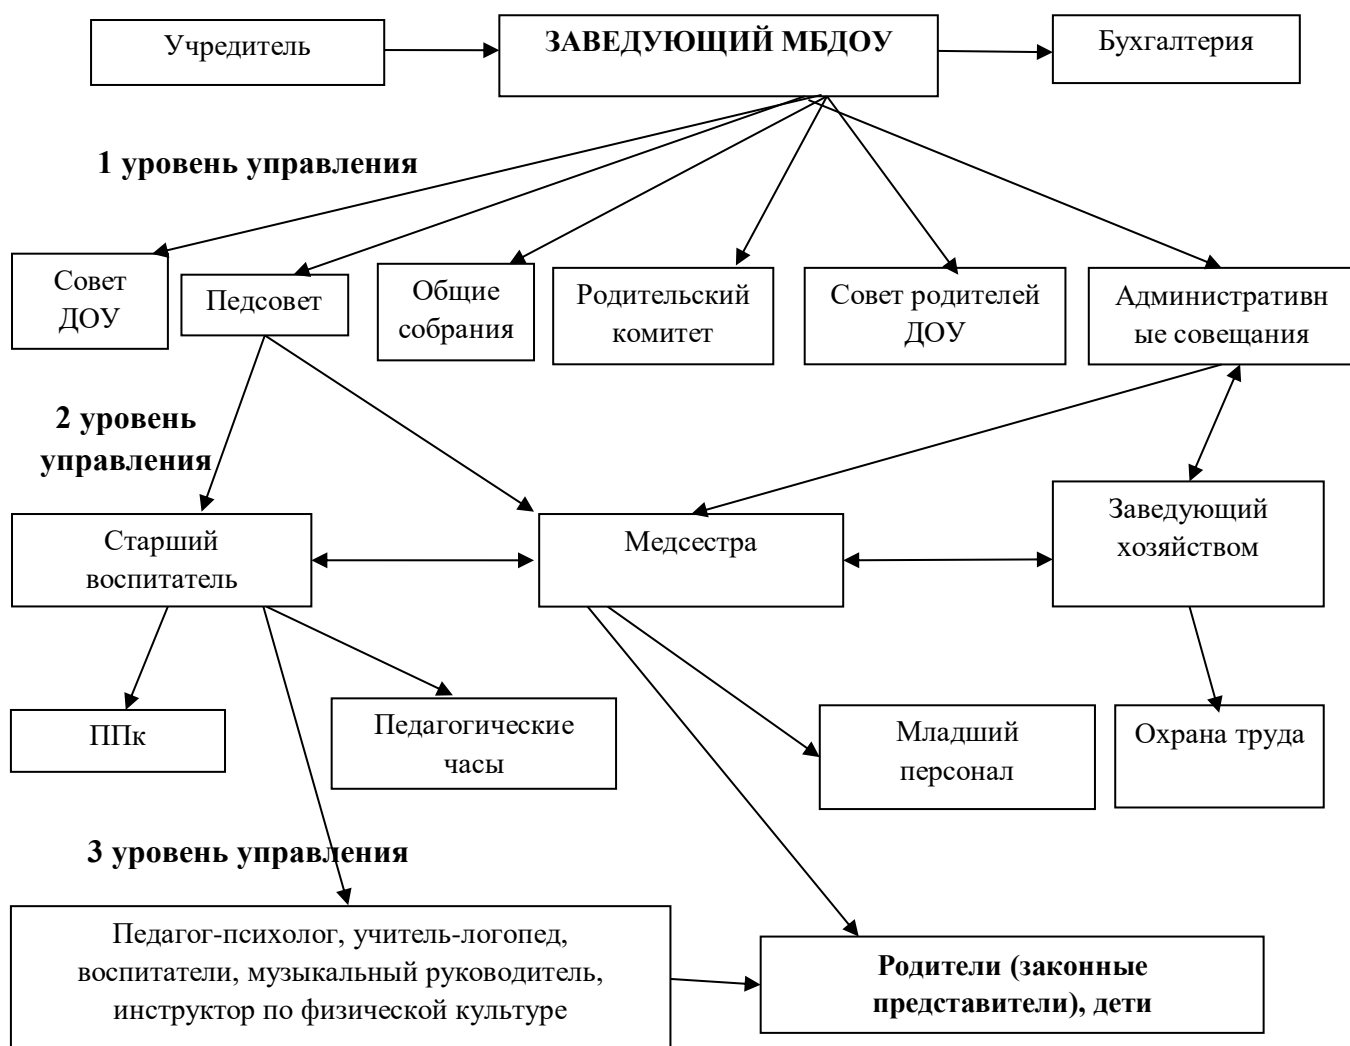 Учредитель
ЗАВЕДУЮЩИЙ МБДОУ
Бухгалтерия
1 уровень управления
Совет
ДОУ
Педсовет
Общие
собрания
Родительский
комитет
Совет родителей
ДОУ
Административн
ые совещания
2 уровень
управления
Старший
воспитатель
Медсестра
Заведующий
хозяйством
ППк
Педагогические
часы
Младший
персонал
Охрана труда
3 уровень управления
Педагог-психолог, учитель-логопед,
воспитатели, музыкальный руководитель,
инструктор по физической культуре
Родители (законные
представители), дети